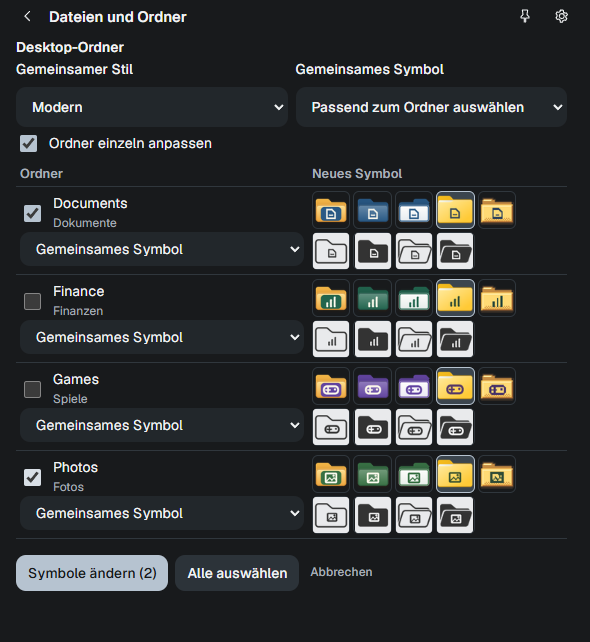 Dateien und Ordner
Desktop-Ordner
Gemeinsamer Stil Gemeinsames Symbol
Modern Passend zum Ordner auswählen
Ordner einzeln anpassen
Ordner Neues Symbol
Documents
Dokumente
Gemeinsames Symbol
Finance
Finanzen
Gemeinsames Symbol
Games
Spiele
Gemeinsames Symbol
Photos
Fotos
Gemeinsames Symbol
Symbole ändern (2) Alle auswählen Abbrechen